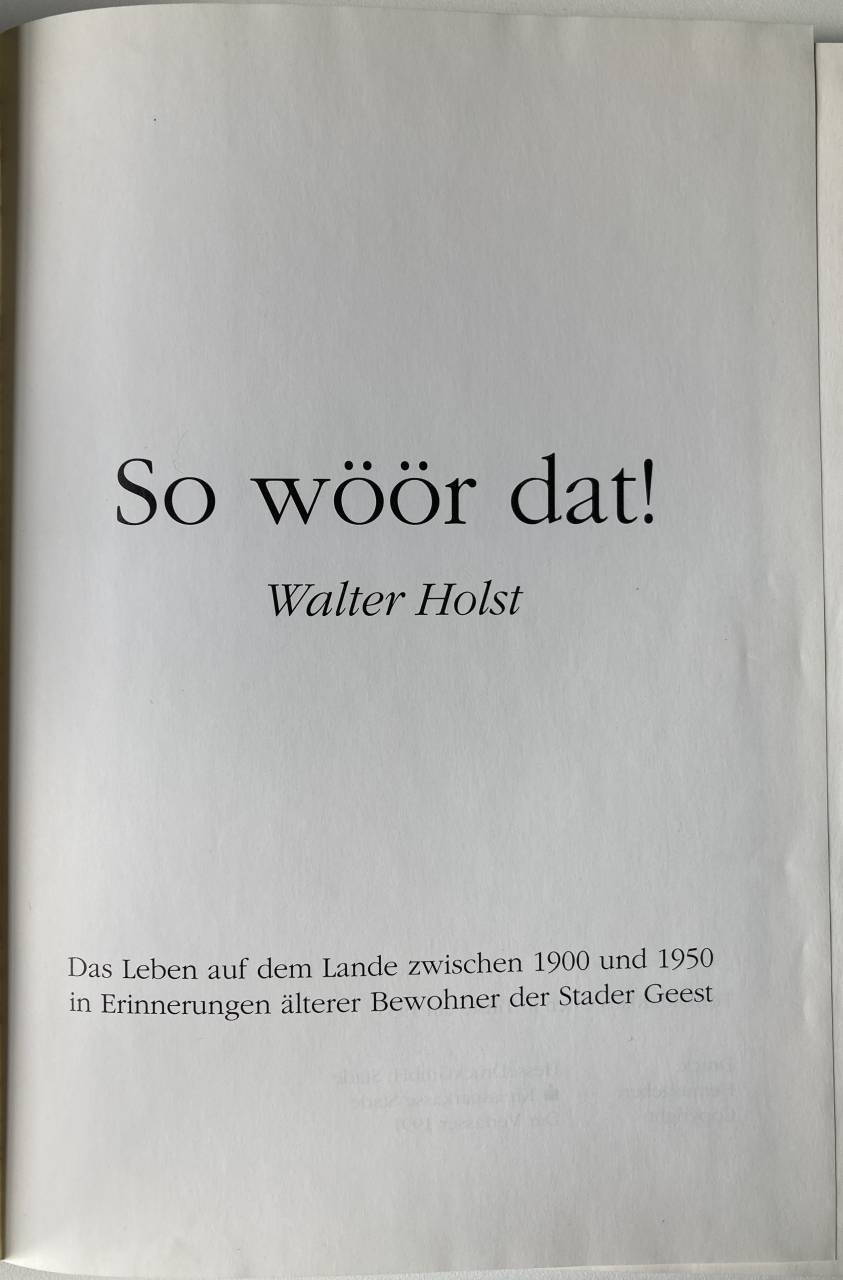 So wöör dat!
Walter Holst
Das Leben auf dem Lande zwischen 1900 und 1950
in Erinnerungen älterer Bewohner der Stader Geest